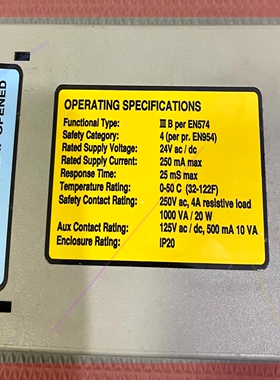 OPENED
OPERATING SPECIFICATIONS
Functional Type: III B per EN574
Safety Category: 4 (per pr. EN954)
Rated Supply Voltage: 24V ac / dc
Rated Supply Current: 250 mA max
Response Time: 25 mS max
Temperature Rating: 0-50 C (32-122F)
Safety Contact Rating: 250V ac, 4A resistive load
1000 VA / 20 W
Aux Contact Rating: 125V ac / dc, 500 mA 10 VA
Enclosure Rating: IP20